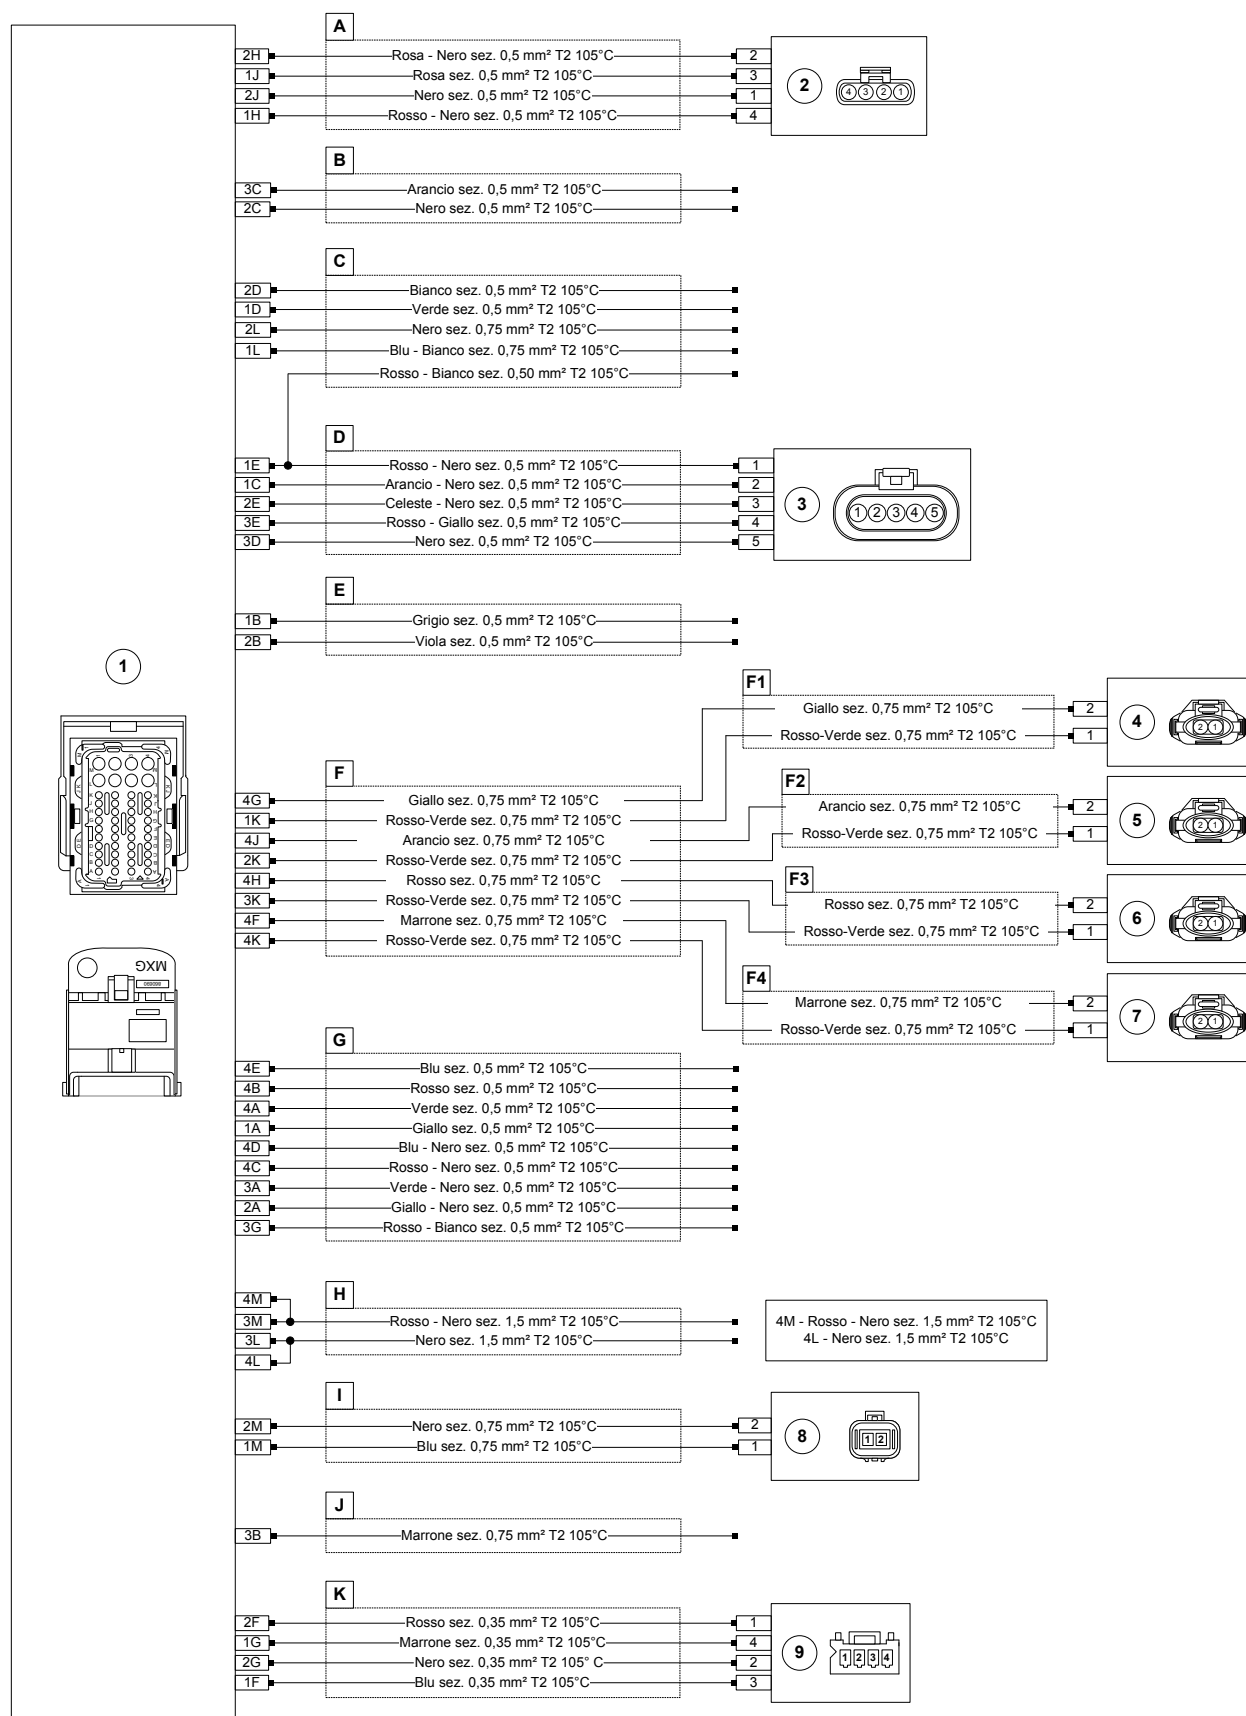 A
2H Rosa - Nero sez. 0,5 mm² T2 105°C 2
1J Rosa sez. 0,5 mm² T2 105°C 3
2J Nero sez. 0,5 mm² T2 105°C 1
1H Rosso - Nero sez. 0,5 mm² T2 105°C 4
2
4 3 2 1
B
3C Arancio sez. 0,5 mm² T2 105°C
2C Nero sez. 0,5 mm² T2 105°C
C
2D Bianco sez. 0,5 mm² T2 105°C
1D Verde sez. 0,5 mm² T2 105°C
2L Nero sez. 0,75 mm² T2 105°C
1L Blu - Bianco sez. 0,75 mm² T2 105°C
Rosso - Bianco sez. 0,50 mm² T2 105°C
D
1E Rosso - Nero sez. 0,5 mm² T2 105°C 1
1C Arancio - Nero sez. 0,5 mm² T2 105°C 2
2E Celeste - Nero sez. 0,5 mm² T2 105°C 3
3E Rosso - Giallo sez. 0,5 mm² T2 105°C 4
3D Nero sez. 0,5 mm² T2 105°C 5
3
1 2 3 4 5
E
1B Grigio sez. 0,5 mm² T2 105°C
2B Viola sez. 0,5 mm² T2 105°C
1
MXG
F
4G Giallo sez. 0,75 mm² T2 105°C
1K Rosso-Verde sez. 0,75 mm² T2 105°C
4J Arancio sez. 0,75 mm² T2 105°C
2K Rosso-Verde sez. 0,75 mm² T2 105°C
4H Rosso sez. 0,75 mm² T2 105°C
3K Rosso-Verde sez. 0,75 mm² T2 105°C
4F Marrone sez. 0,75 mm² T2 105°C
4K Rosso-Verde sez. 0,75 mm² T2 105°C
F1
Giallo sez. 0,75 mm² T2 105°C 2
Rosso-Verde sez. 0,75 mm² T2 105°C 1
4
2 1
F2
Arancio sez. 0,75 mm² T2 105°C 2
Rosso-Verde sez. 0,75 mm² T2 105°C 1
5
2 1
F3
Rosso sez. 0,75 mm² T2 105°C 2
Rosso-Verde sez. 0,75 mm² T2 105°C 1
6
2 1
F4
Marrone sez. 0,75 mm² T2 105°C 2
Rosso-Verde sez. 0,75 mm² T2 105°C 1
7
2 1
G
4E Blu sez. 0,5 mm² T2 105°C
4B Rosso sez. 0,5 mm² T2 105°C
4A Verde sez. 0,5 mm² T2 105°C
1A Giallo sez. 0,5 mm² T2 105°C
4D Blu - Nero sez. 0,5 mm² T2 105°C
4C Rosso - Nero sez. 0,5 mm² T2 105°C
3A Verde - Nero sez. 0,5 mm² T2 105°C
2A Giallo - Nero sez. 0,5 mm² T2 105°C
3G Rosso - Bianco sez. 0,5 mm² T2 105°C
H
4M
3M Rosso - Nero sez. 1,5 mm² T2 105°C
3L Nero sez. 1,5 mm² T2 105°C
4L
4M - Rosso - Nero sez. 1,5 mm² T2 105°C
4L - Nero sez. 1,5 mm² T2 105°C
I
2M Nero sez. 0,75 mm² T2 105°C 2
1M Blu sez. 0,75 mm² T2 105°C 1
8
1 2
J
3B Marrone sez. 0,75 mm² T2 105°C
K
2F Rosso sez. 0,35 mm² T2 105°C 1
1G Marrone sez. 0,35 mm² T2 105°C 4
2G Nero sez. 0,35 mm² T2 105° C 2
1F Blu sez. 0,35 mm² T2 105°C 3
9
1 2 3 4